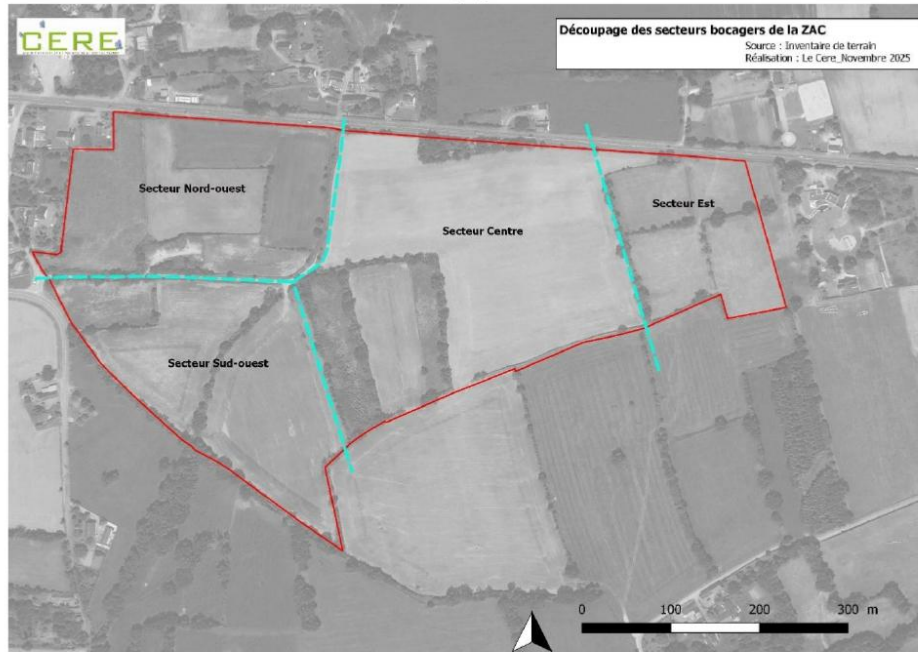 CERE
Découpage des secteurs bocagers de la ZAC
Source : Inventaire de terrain
Réalisation : Le Cere_Novembre 2025
Secteur Nord-ouest
Secteur Centre
Secteur Est
Secteur Sud-ouest
0 100 200 300 m